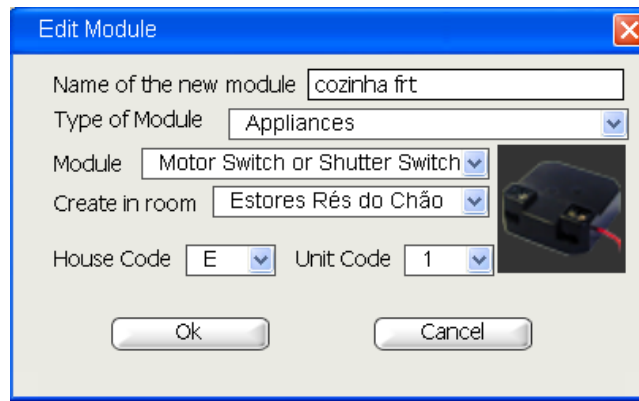 Edit Module
Name of the new module cozinha frt
Type of Module Appliances
Module Motor Switch or Shutter Switch
Create in room Estores Rés do Chão
House Code E Unit Code 1
Ok Cancel